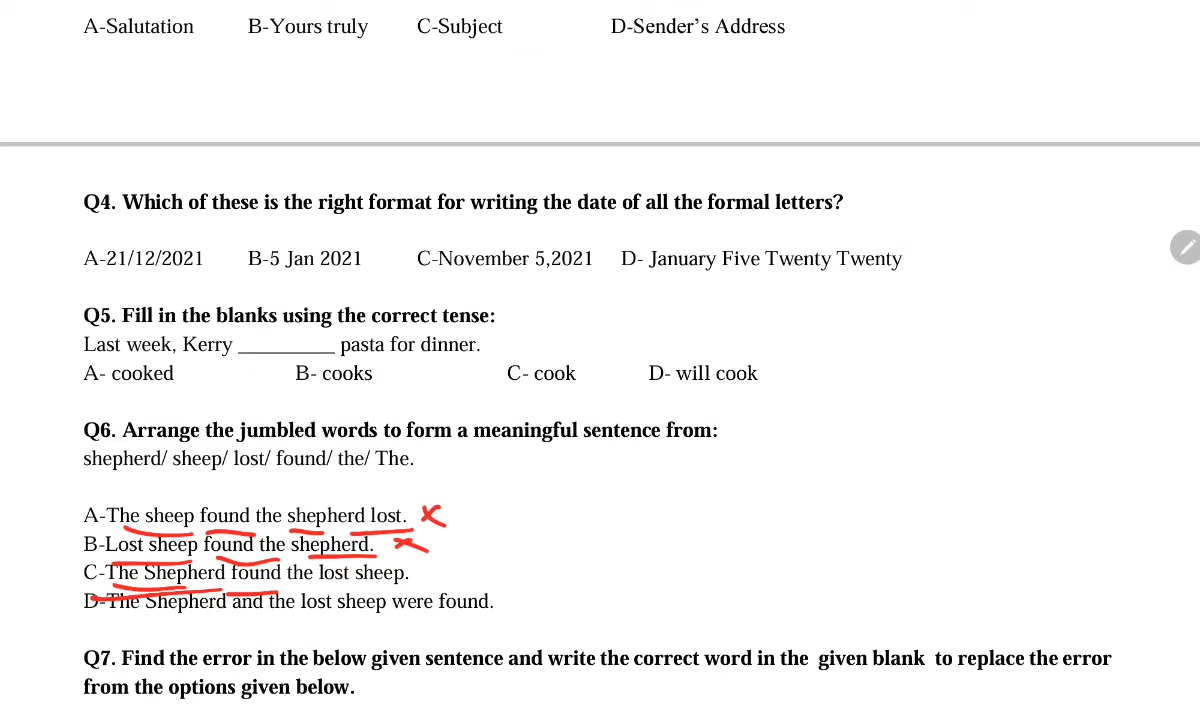 A-Salutation B-Yours truly C-Subject D-Sender’s Address
Q4. Which of these is the right format for writing the date of all the formal letters?
A-21/12/2021 B-5 Jan 2021 C-November 5,2021 D- January Five Twenty Twenty
Q5. Fill in the blanks using the correct tense:
Last week, Kerry _________ pasta for dinner.
A- cooked B- cooks C- cook D- will cook
Q6. Arrange the jumbled words to form a meaningful sentence from:
shepherd/ sheep/ lost/ found/ the/ The.
A-The sheep found the shepherd lost.
B-Lost sheep found the shepherd.
C-The Shepherd found the lost sheep.
D-The Shepherd and the lost sheep were found.
Q7. Find the error in the below given sentence and write the correct word in the given blank to replace the error
from the options given below.